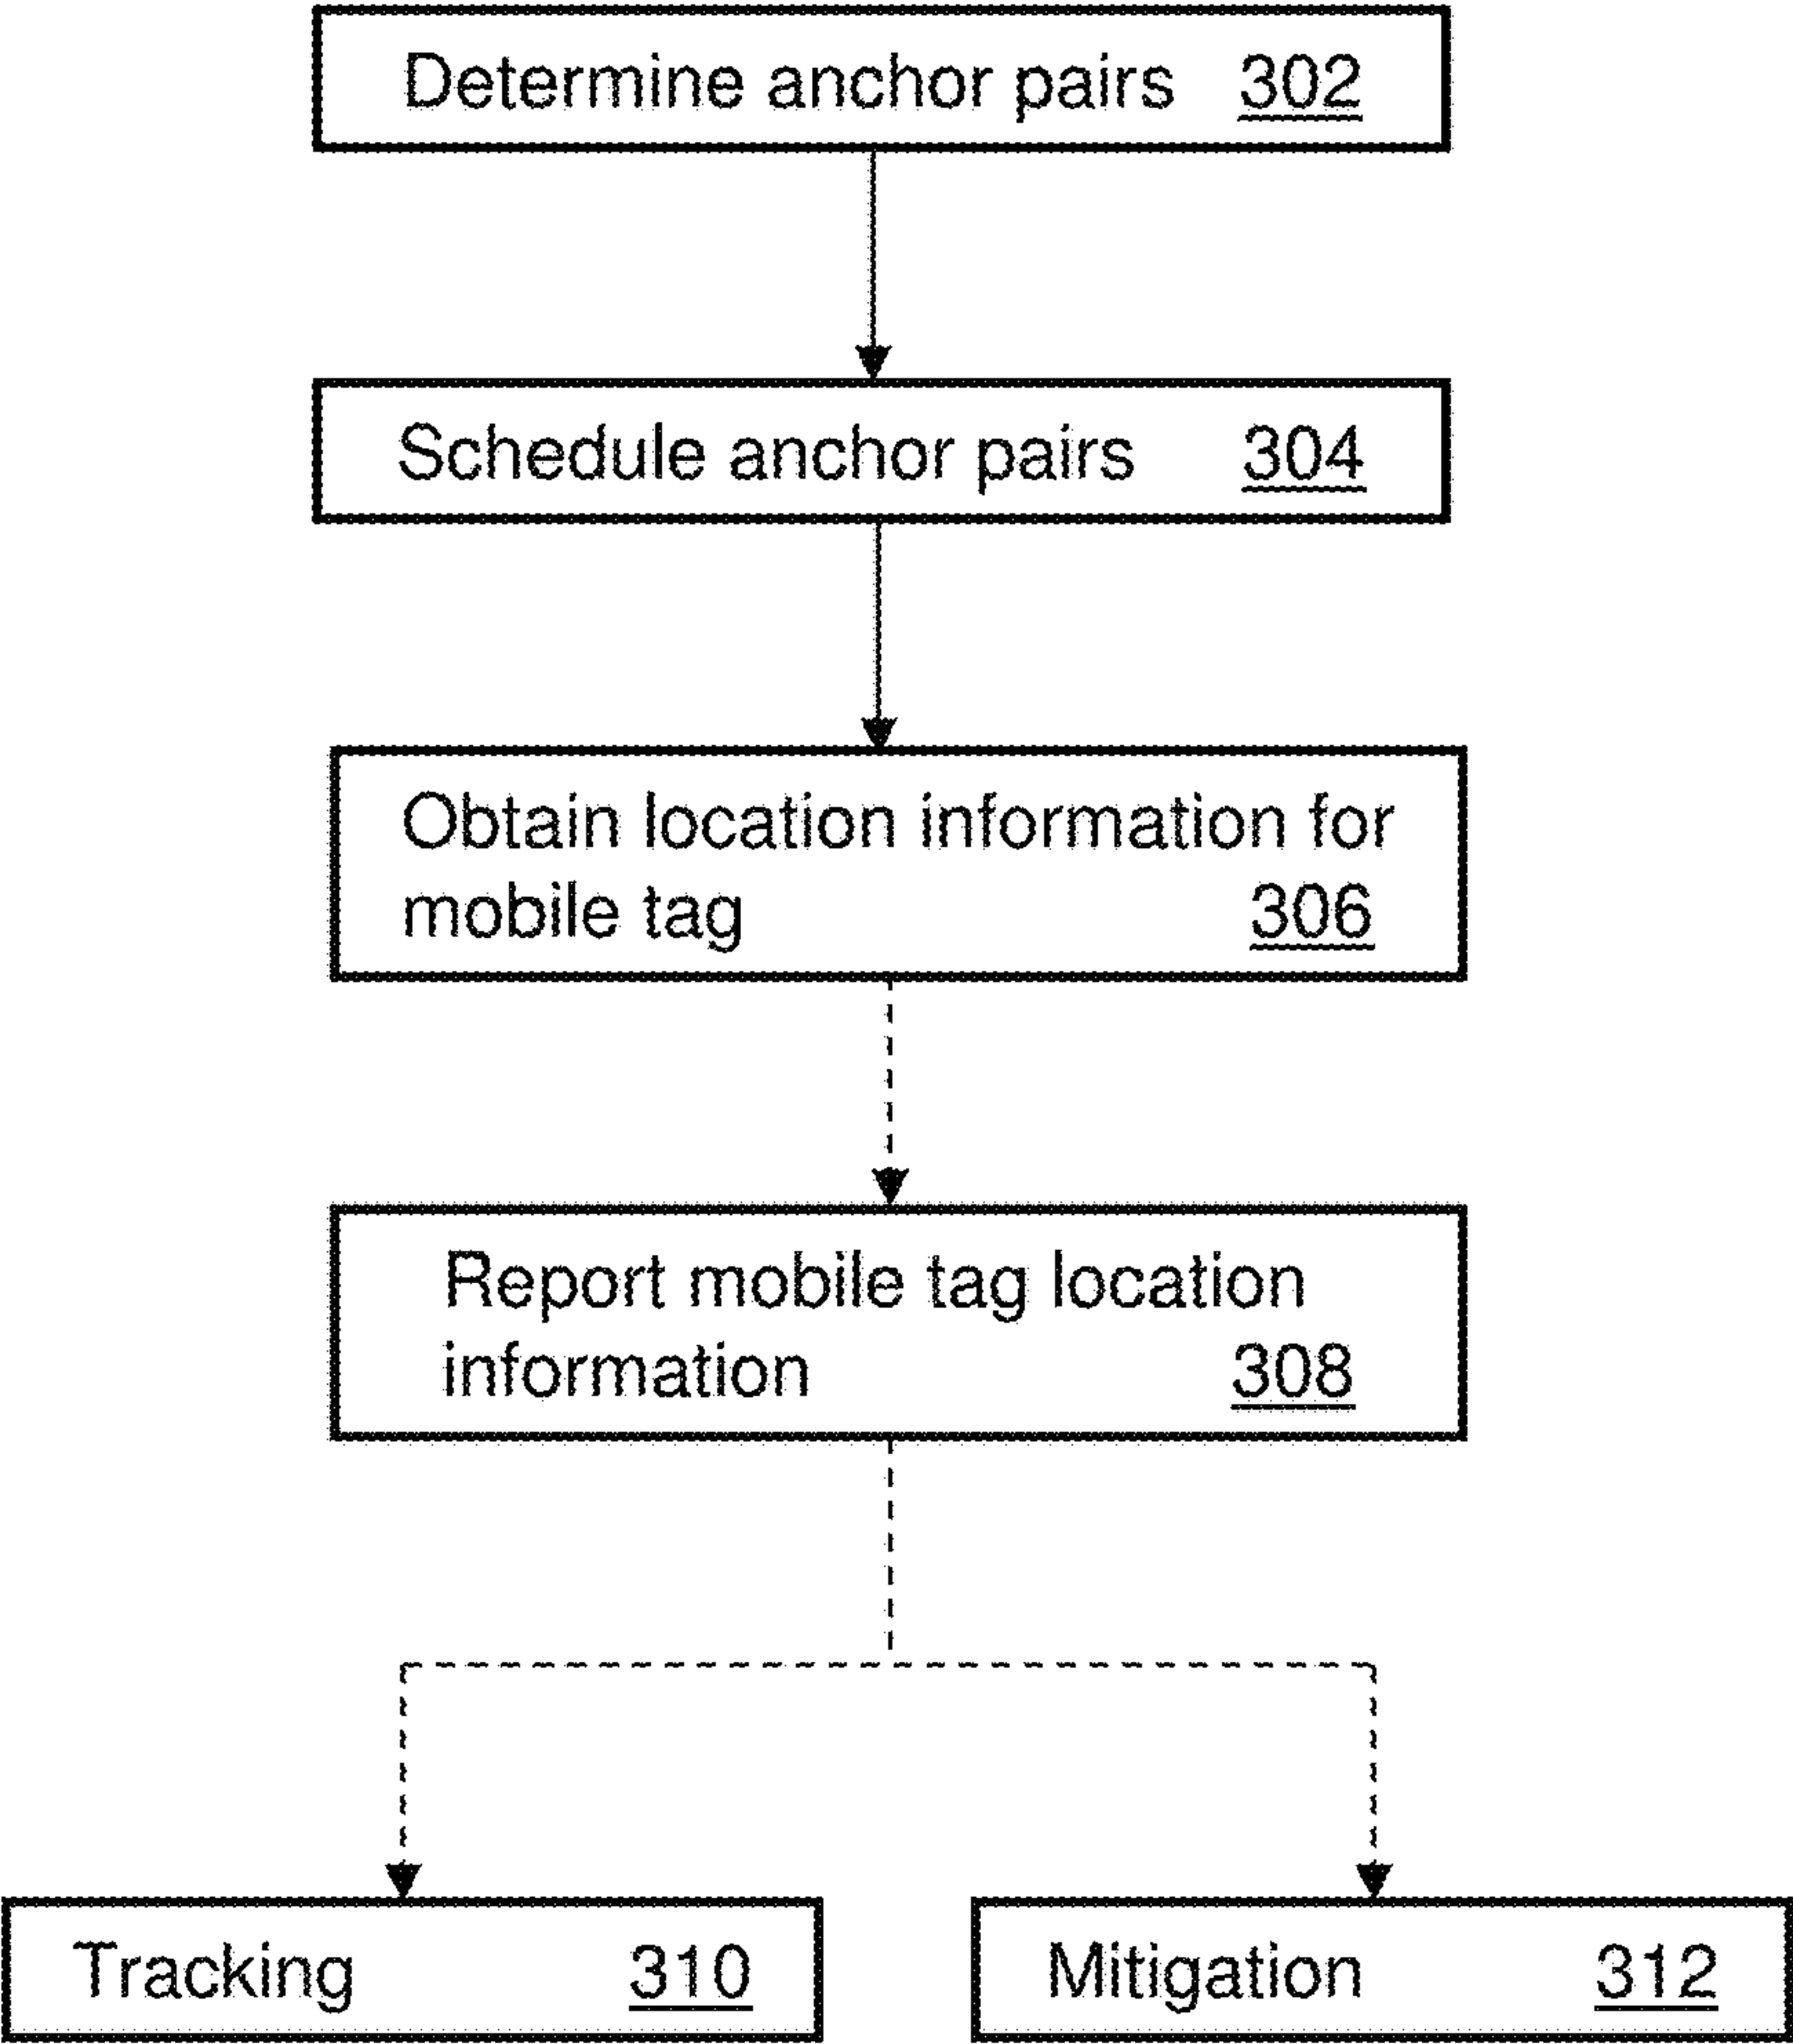 Determine anchor pairs 302
Schedule anchor pairs 304
Obtain location information for
mobile tag 306
Report mobile tag location
information 308
Tracking 310
Mitigation 312